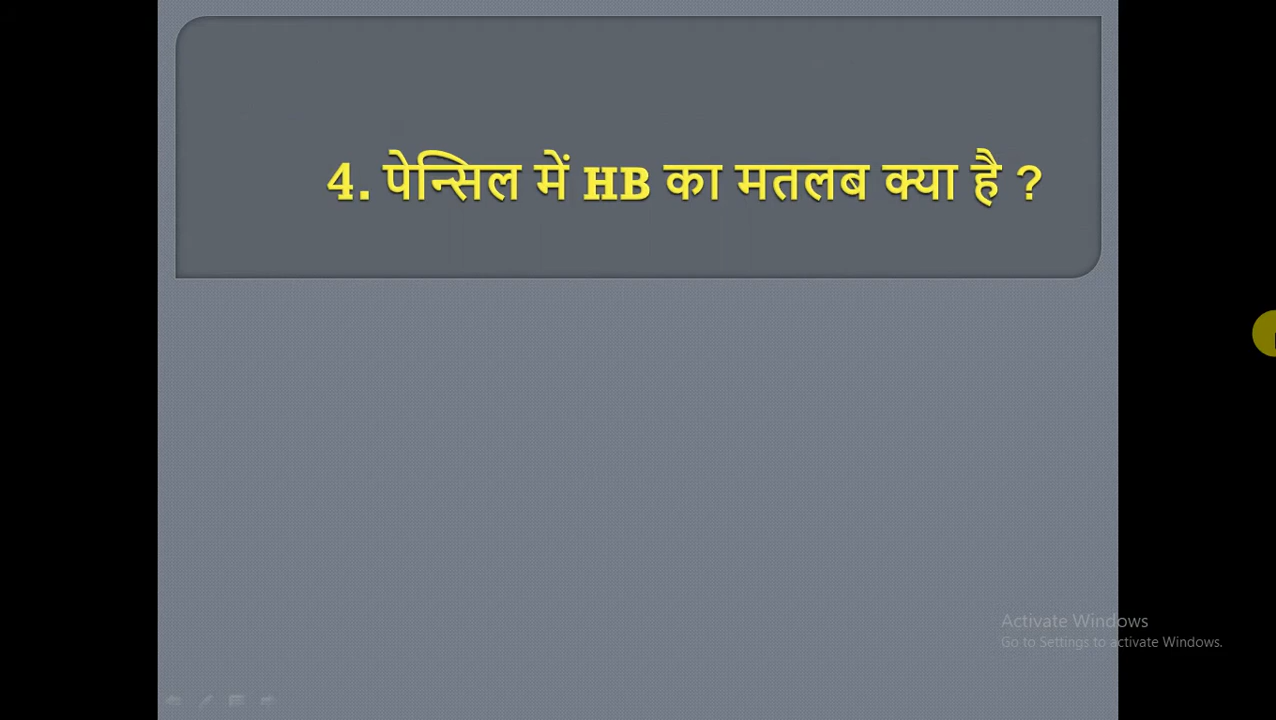 4. पेन्सिल में HB का मतलब क्या है ?
Activate Windows
Go to Settings to activate Windows.